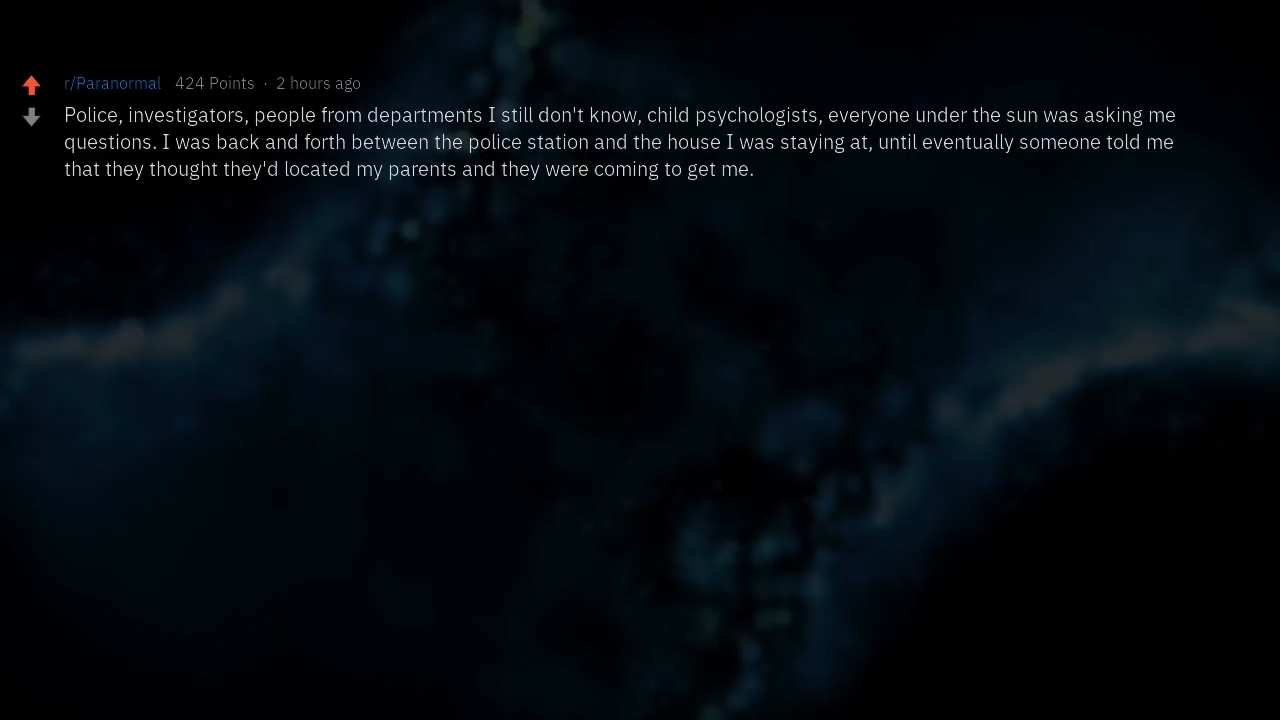 r/Paranormal 424 Points · 2 hours ago
Police, investigators, people from departments I still don't know, child psychologists, everyone under the sun was asking me
questions. I was back and forth between the police station and the house I was staying at, until eventually someone told me
that they thought they'd located my parents and they were coming to get me.